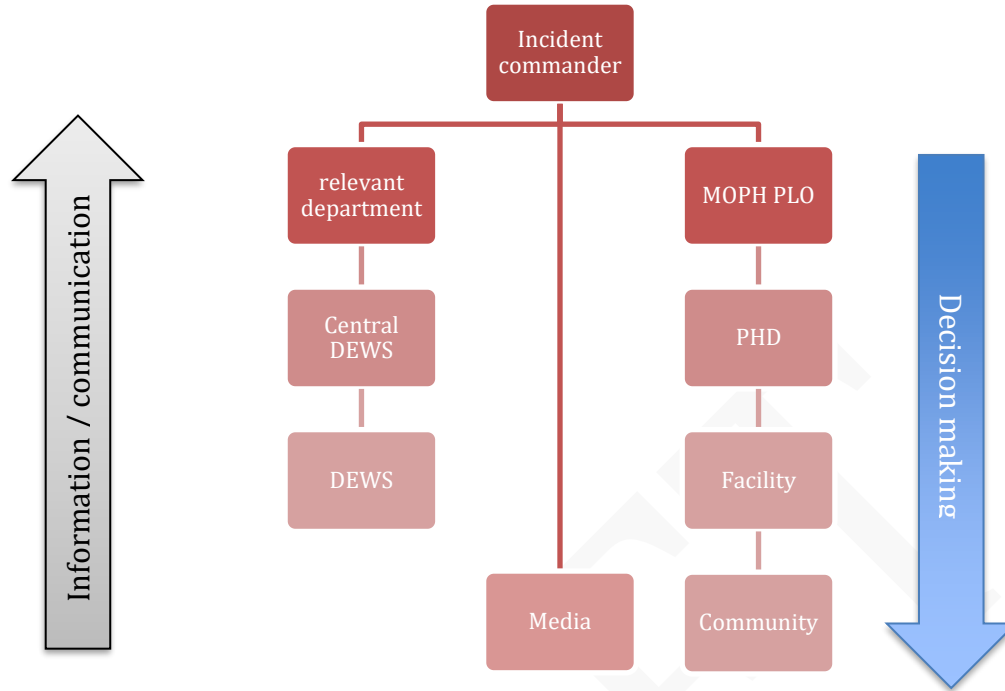 Incident
commander
relevant
department
MOPH PLO
Central
DEWS
PHD
DEWS
Facility
Media
Community
Information / communication
Decision making